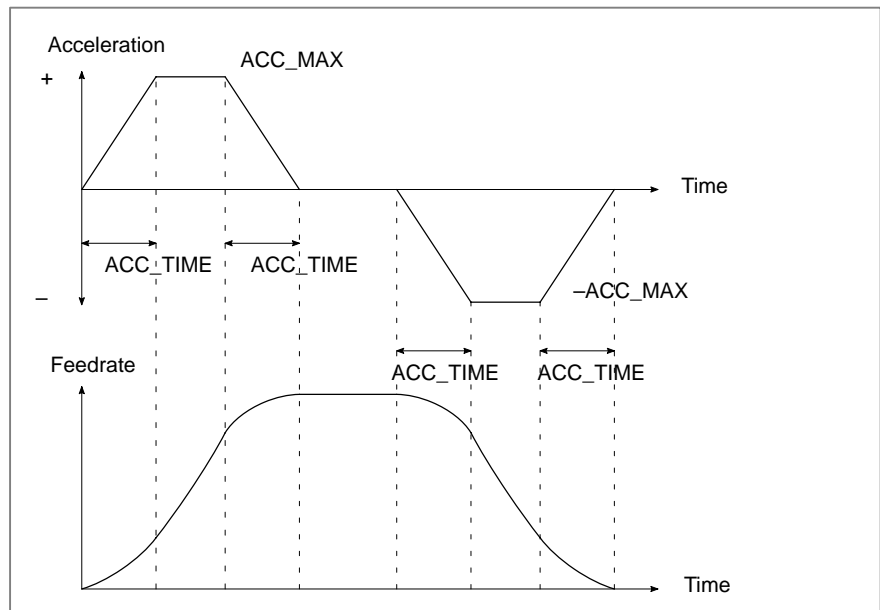 Acceleration
+
ACC_MAX
Time
ACC_TIME
ACC_TIME
–ACC_MAX
–
Feedrate
ACC_TIME
ACC_TIME
Time